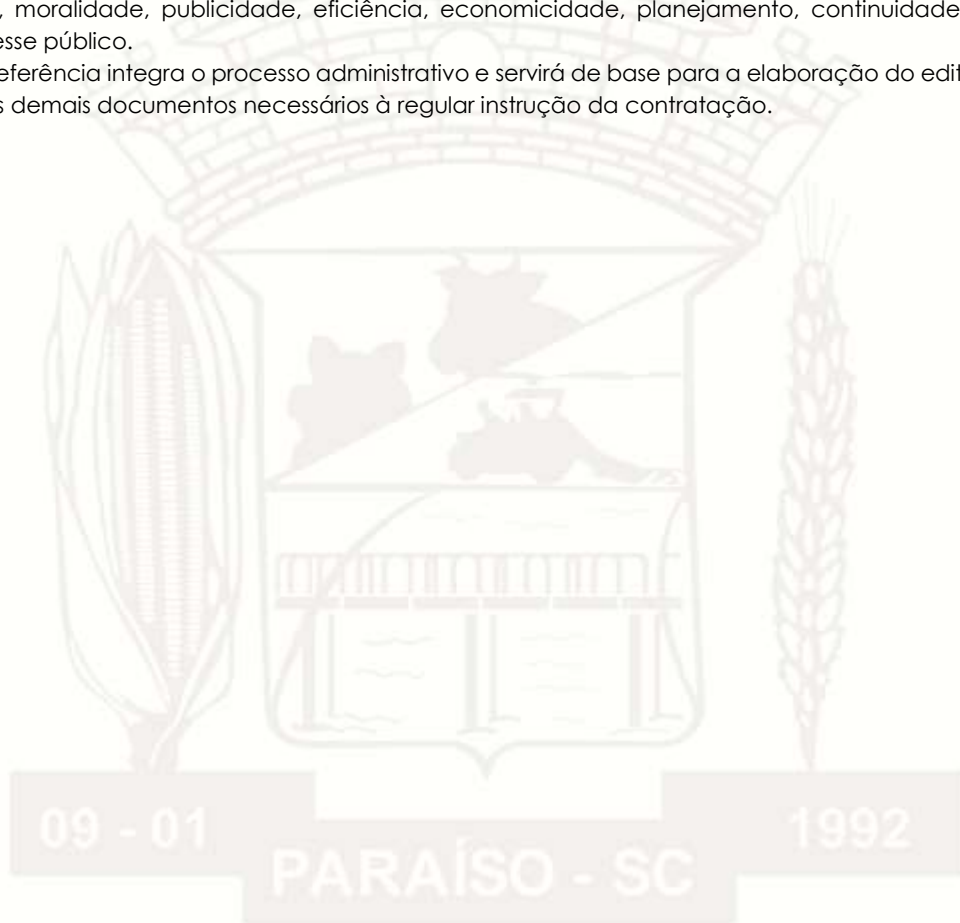 , moralidade, publicidade, eficiência, economicidade, planejamento, continuidade
esse público.
eferência integra o processo administrativo e servirá de base para a elaboração do edit
s demais documentos necessários à regular instrução da contratação.
09 - 01
1992
PARAÍSO - SC